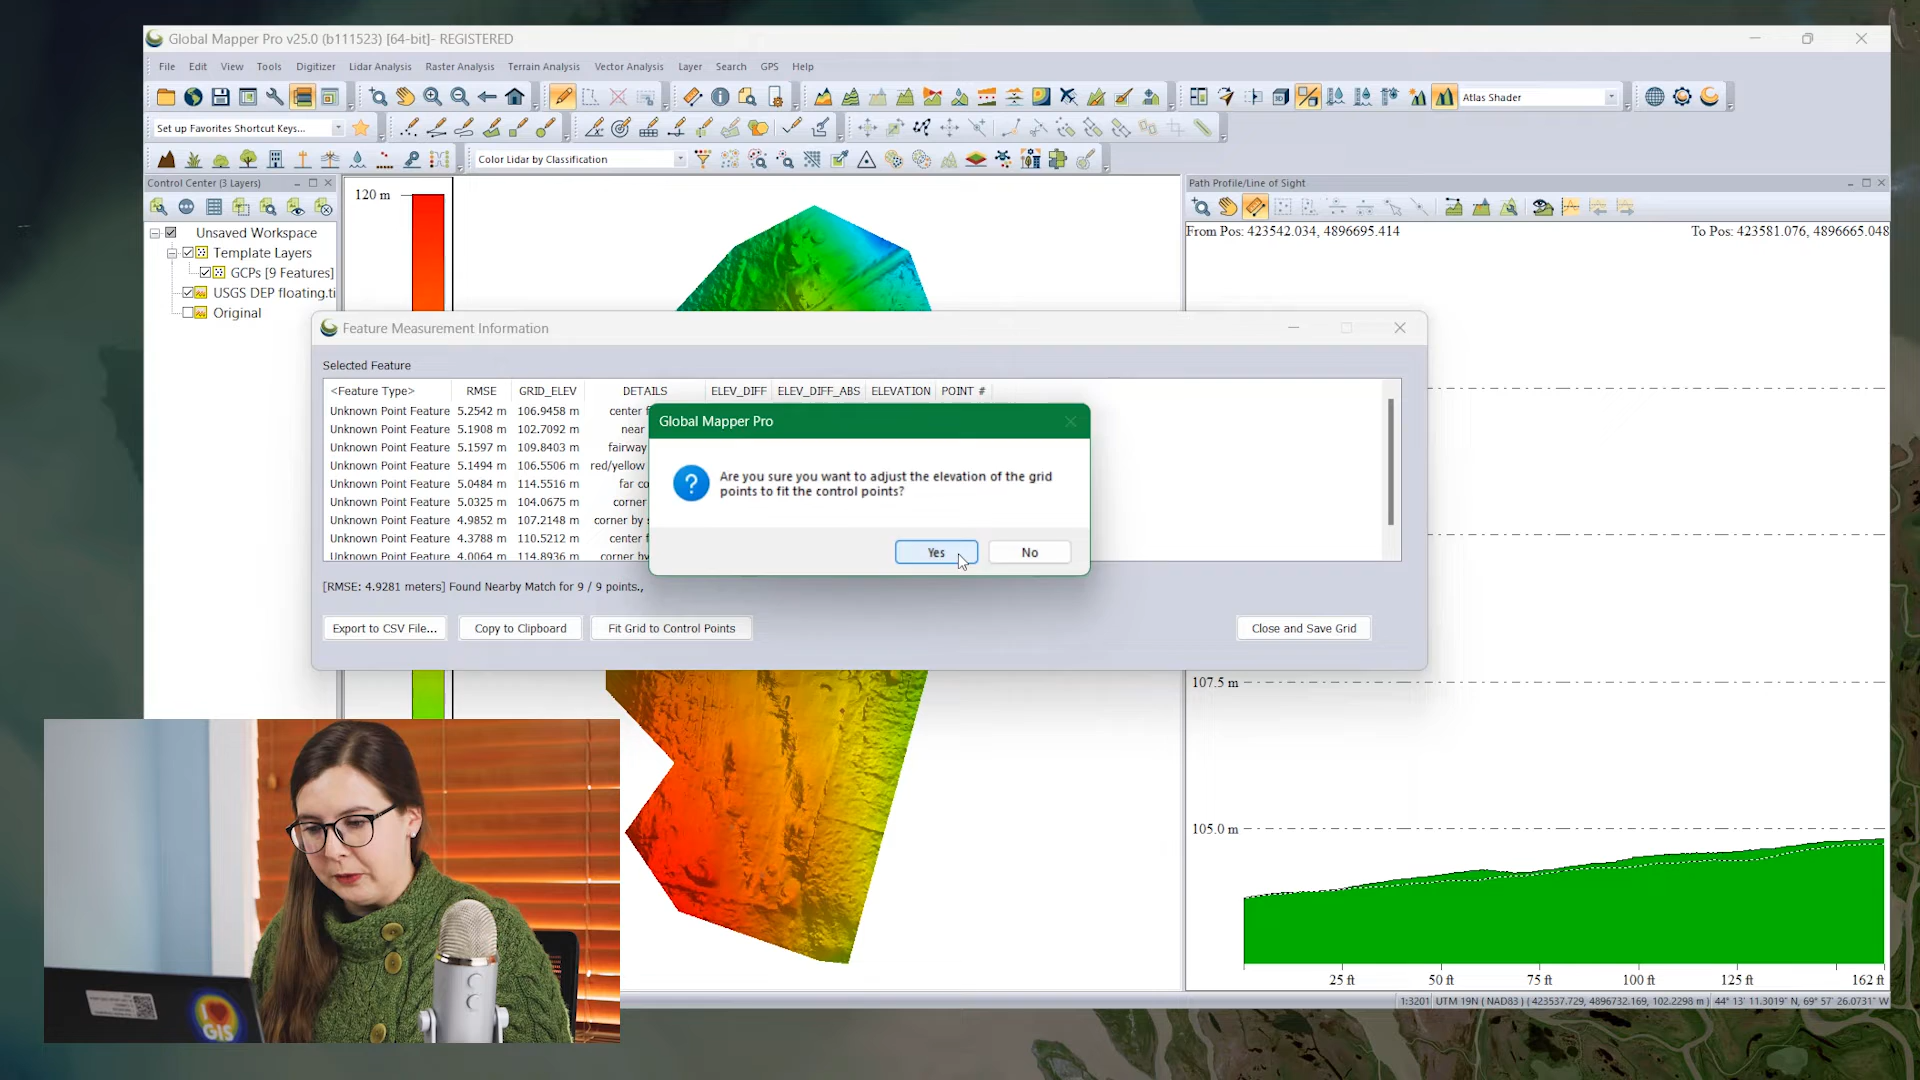 Global Mapper Pro v25.0 (b111523) [64-bit]- REGISTERED
File Edit View Tools Digitizer Lidar Analysis Raster Analysis Terrain Analysis Vector Analysis Layer Search GPS Help
Atlas Shader
Set up Favorites Shortcut Keys...
Color Lidar by Classification
Control Center (3 Layers)
Unsaved Workspace
Template Layers
GCPs [9 Features]
USGS DEP floating.ti
Original
120 m
Path Profile/Line of Sight
From Pos: 423542.034, 4896695.414 To Pos: 423581.076, 4896665.048
Feature Measurement Information
Selected Feature
<Feature Type> RMSE GRID_ELEV DETAILS ELEV_DIFF ELEV_DIFF_ABS ELEVATION POINT #
Unknown Point Feature 5.2542 m 106.9458 m center f
Unknown Point Feature 5.1908 m 102.7092 m near
Unknown Point Feature 5.1597 m 109.8403 m fairway
Unknown Point Feature 5.1494 m 106.5506 m red/yellow
Unknown Point Feature 5.0484 m 114.5516 m far co
Unknown Point Feature 5.0325 m 104.0675 m corner
Unknown Point Feature 4.9852 m 107.2148 m corner by s
Unknown Point Feature 4.3788 m 110.5212 m center f
Unknown Point Feature 4.0064 m 114.8936 m corner by
[RMSE: 4.9281 meters] Found Nearby Match for 9 / 9 points.,
Export to CSV File... Copy to Clipboard Fit Grid to Control Points Close and Save Grid
Global Mapper Pro
Are you sure you want to adjust the elevation of the grid
points to fit the control points?
Yes No
107.5 m
105.0 m
25 ft 50 ft 75 ft 100 ft 125 ft 162 ft
1:3201 UTM 19N ( NAD83 ) ( 423537.729, 4896732.169, 102.2298 m ) 44° 13' 11.3019" N, 69° 57' 26.0731" W
I
GIS